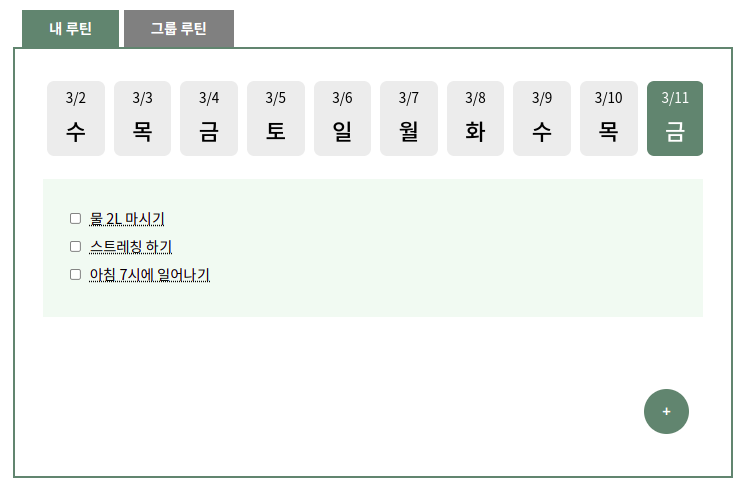 내 루틴 그룹 루틴
3/2 3/3 3/4 3/5 3/6 3/7 3/8 3/9 3/10 3/11
수 목 금 토 일 월 화 수 목 금
물 2L 마시기
스트레칭 하기
아침 7시에 일어나기
+